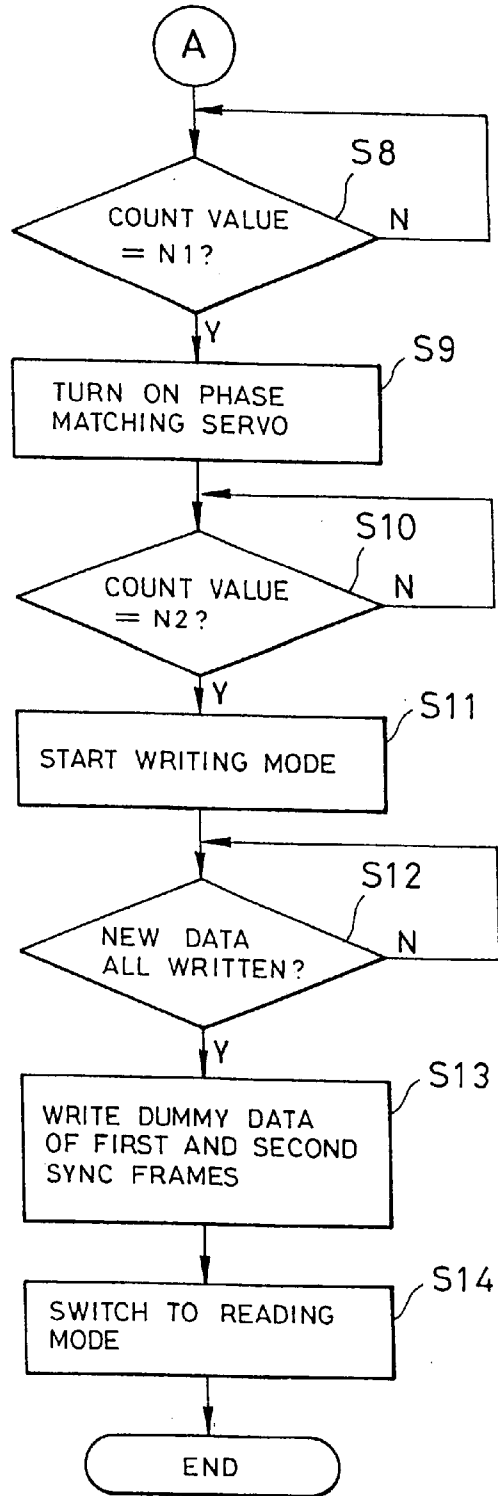 A
S8
COUNT VALUE
= N1?
N
Y
S9
TURN ON PHASE
MATCHING SERVO
S10
COUNT VALUE
= N2?
N
Y
S11
START WRITING MODE
S12
NEW DATA
ALL WRITTEN?
N
Y
S13
WRITE DUMMY DATA
OF FIRST AND SECOND
SYNC FRAMES
S14
SWITCH TO READING
MODE
END